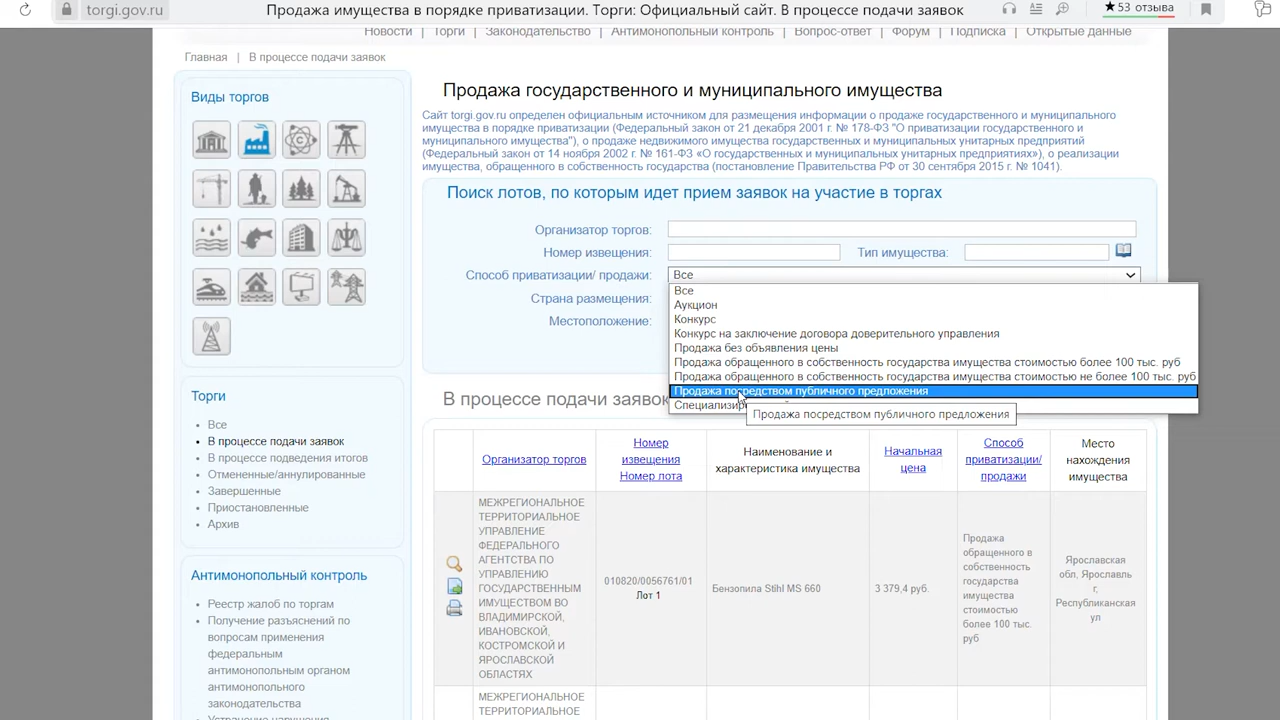 torgi.gov.ru
Продажа имущества в порядке приватизации. Торги: Официальный сайт. В процессе подачи заявок
★ 53 отзыва
Новости | Торги | Законодательство | Антимонопольный контроль | Вопрос-ответ | Форум | Подписка | Открытые данные
Главная | В процессе подачи заявок
Виды торгов
Торги
• Все
• В процессе подачи заявок
• В процессе подведения итогов
• Отмененные/аннулированные
• Завершенные
• Приостановленные
• Архив
Антимонопольный контроль
• Реестр жалоб по торгам
• Получение разъяснений по
вопросам применения
федеральным
антимонопольным органом
антимонопольного
законодательства
• Устранение нарушения
Продажа государственного и муниципального имущества
Сайт torgi.gov.ru определен официальным источником для размещения информации о продаже государственного и муниципального
имущества в порядке приватизации (Федеральный закон от 21 декабря 2001 г. № 178-ФЗ "О приватизации государственного и
муниципального имущества"), о продаже недвижимого имущества государственных и муниципальных унитарных предприятий
(Федеральный закон от 14 ноября 2002 г. № 161-ФЗ «О государственных и муниципальных унитарных предприятиях»), о реализации
имущества, обращенного в собственность государства (постановление Правительства РФ от 30 сентября 2015 г. № 1041).
Поиск лотов, по которым идет прием заявок на участие в торгах
Организатор торгов:
Номер извещения:
Тип имущества:
Способ приватизации/ продажи:
Все
Страна размещения:
Местоположение:
Все
Аукцион
Конкурс
Конкурс на заключение договора доверительного управления
Продажа без объявления цены
Продажа обращенного в собственность государства имущества стоимостью более 100 тыс. руб
Продажа обращенного в собственность государства имущества стоимостью не более 100 тыс. руб
Продажа посредством публичного предложения
Специализир
Продажа посредством публичного предложения
В процессе подачи заявок
Организатор торгов
Номер
извещения
Номер лота
Наименование и
характеристика имущества
Начальная
цена
Способ
приватизации/
продажи
Место
нахождения
имущества
МЕЖРЕГИОНАЛЬНОЕ
ТЕРРИТОРИАЛЬНОЕ
УПРАВЛЕНИЕ
ФЕДЕРАЛЬНОГО
АГЕНТСТВА ПО
УПРАВЛЕНИЮ
ГОСУДАРСТВЕННЫМ
ИМУЩЕСТВОМ ВО
ВЛАДИМИРСКОЙ,
ИВАНОВСКОЙ,
КОСТРОМСКОЙ И
ЯРОСЛАВСКОЙ
ОБЛАСТЯХ
010820/0056761/01
Лот 1
Бензопила Stihl MS 660
3 379,4 руб.
Продажа
обращенного в
собственность
государства
имущества
стоимостью
более 100 тыс.
руб
Ярославская
обл, Ярославль
г,
Республиканская
ул
МЕЖРЕГИОНАЛЬНОЕ
ТЕРРИТОРИАЛЬНОЕ